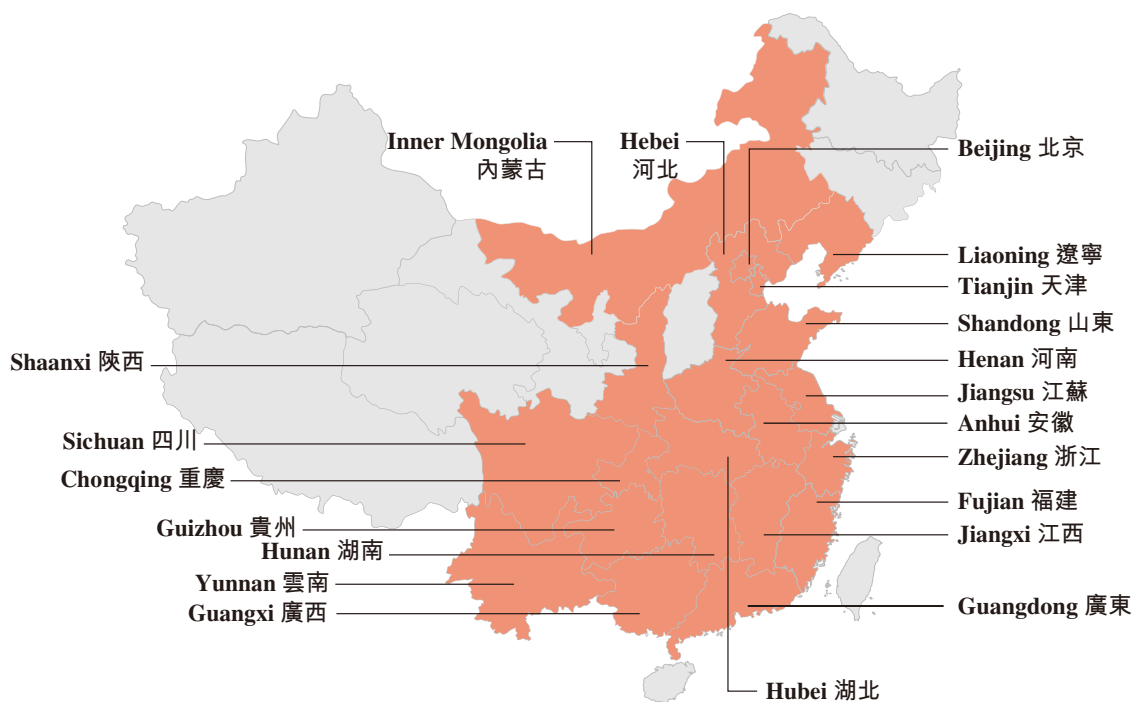 Inner Mongolia
內蒙古
Hebei
河北
Beijing 北京
Liaoning 遼寧
Tianjin 天津
Shandong 山東
Henan 河南
Jiangsu 江蘇
Anhui 安徽
Zhejiang 浙江
Fujian 福建
Jiangxi 江西
Guangdong 廣東
Hubei 湖北
Shaanxi 陝西
Sichuan 四川
Chongqing 重慶
Guizhou 貴州
Hunan 湖南
Yunnan 雲南
Guangxi 廣西